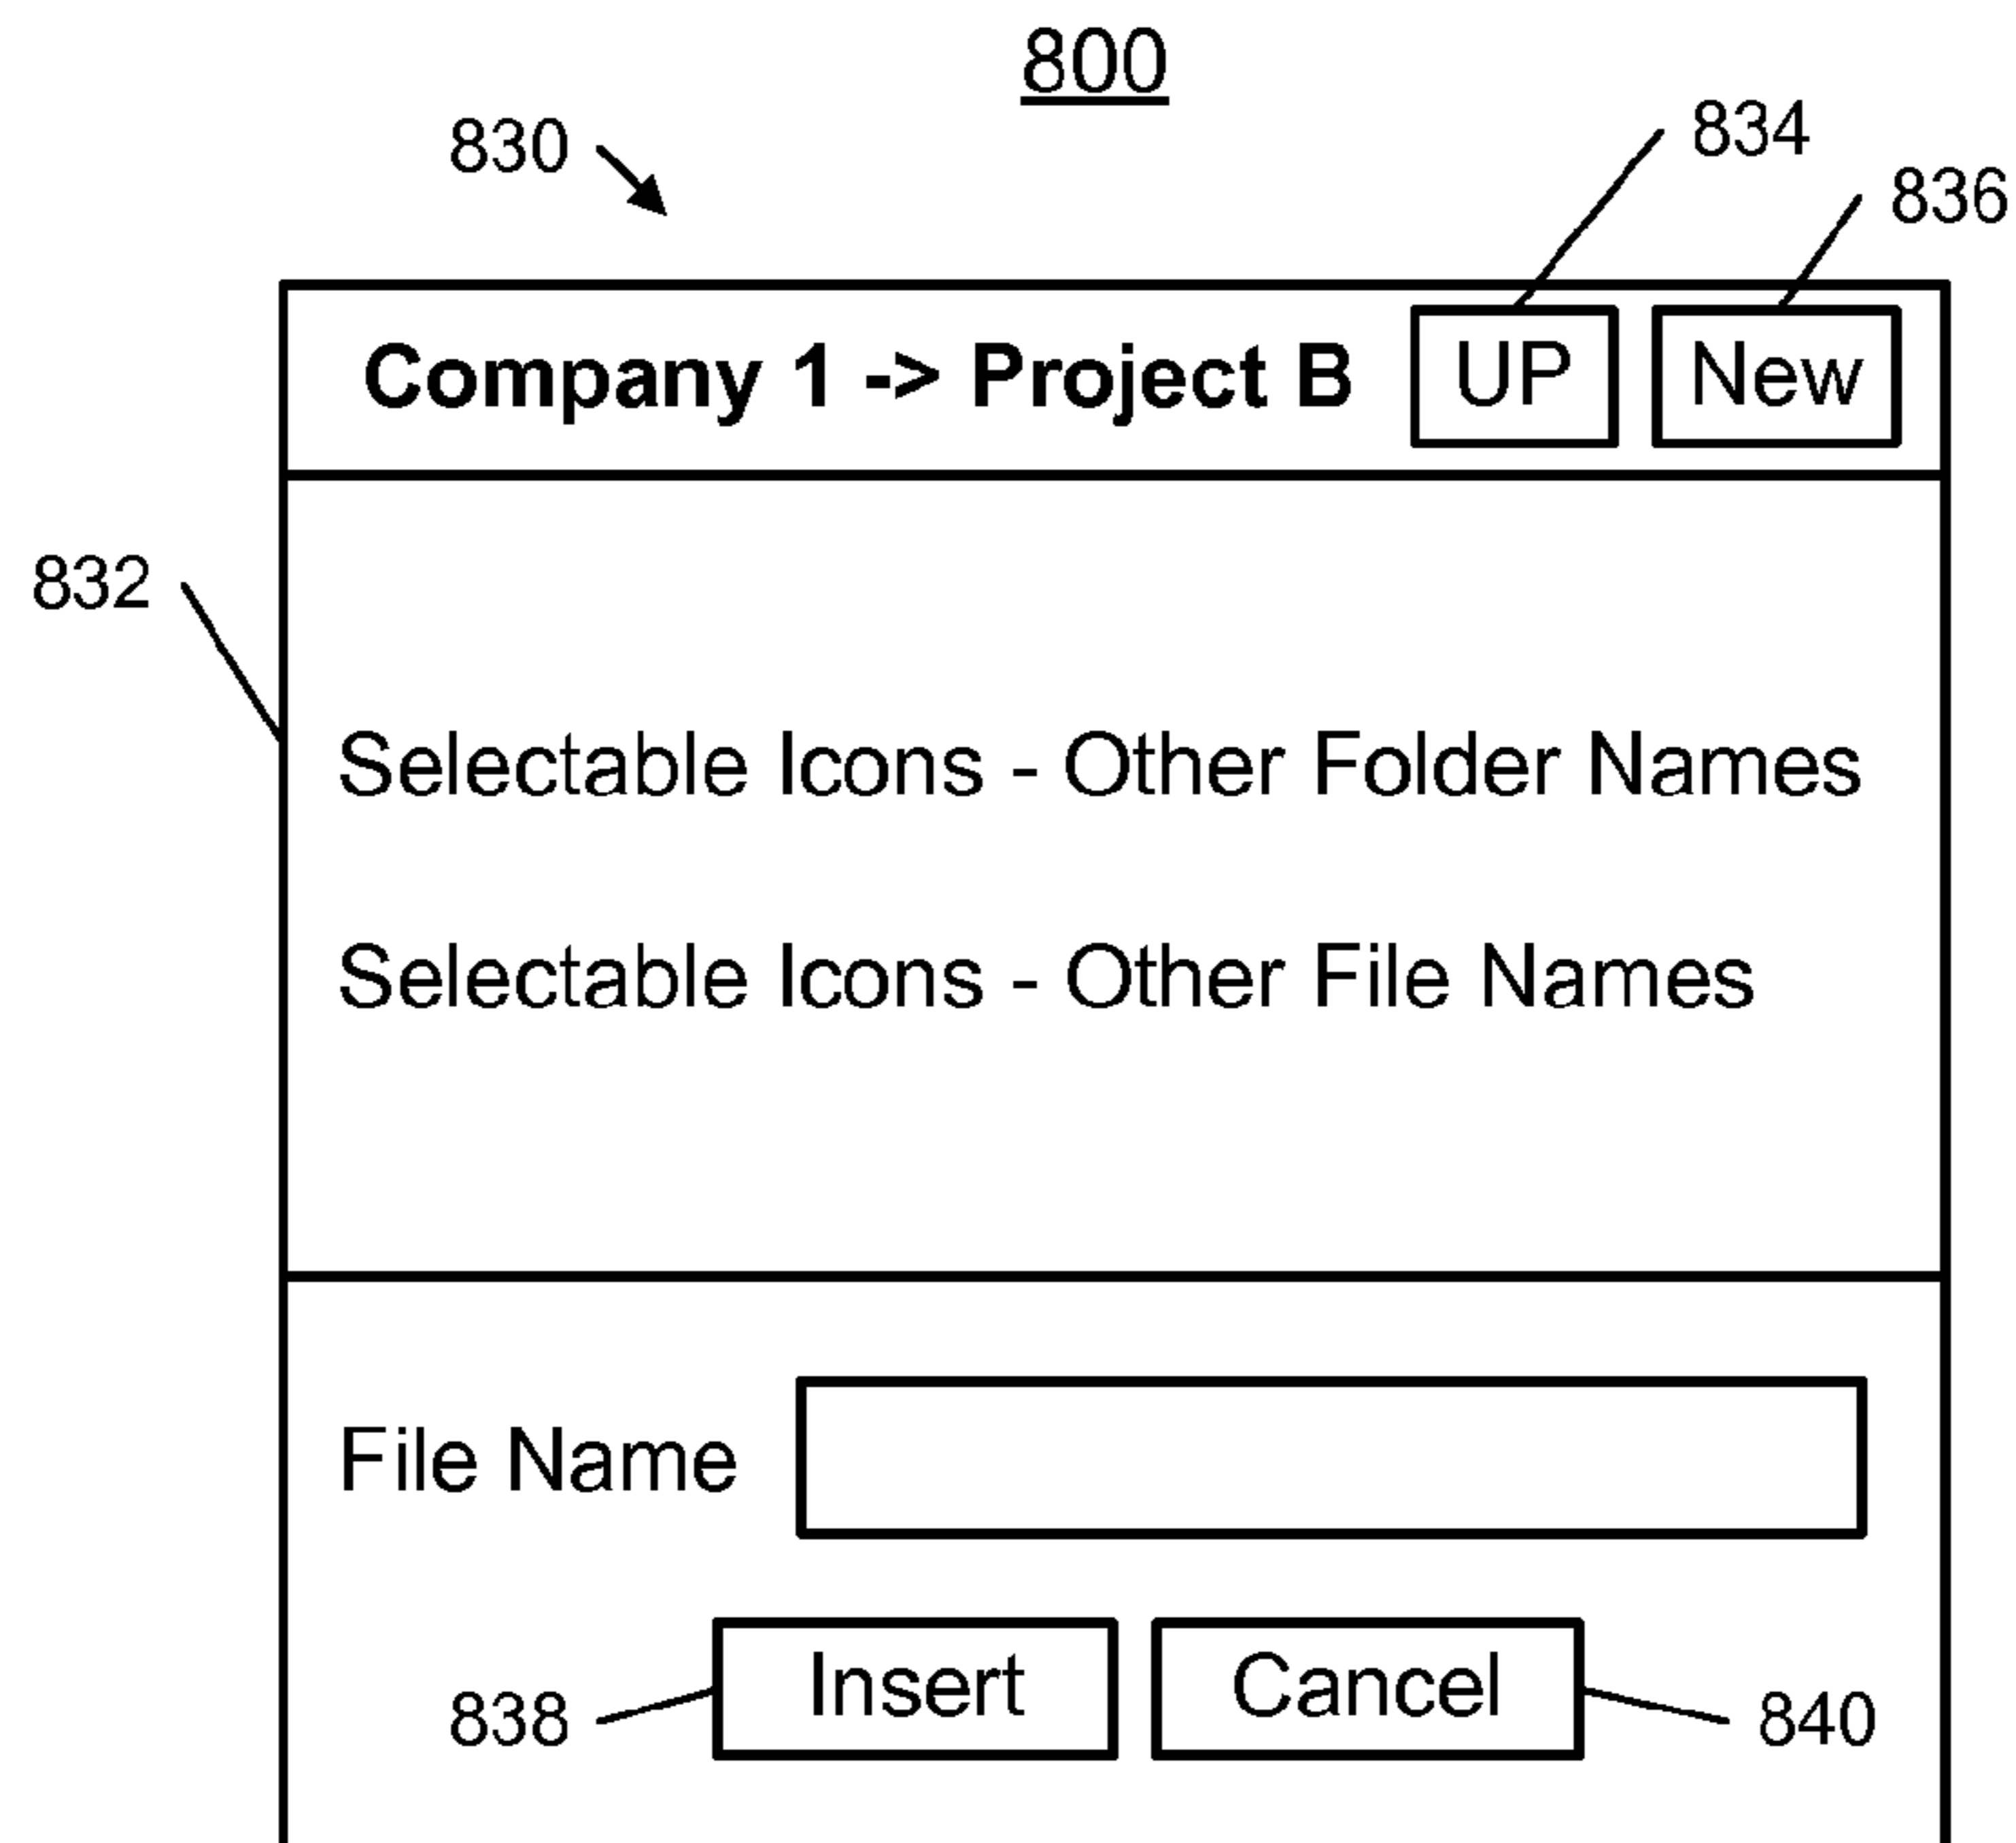 800
830
834
836
Company 1 -> Project B UP New
832
Selectable Icons - Other Folder Names
Selectable Icons - Other File Names
File Name
Insert Cancel
838
840